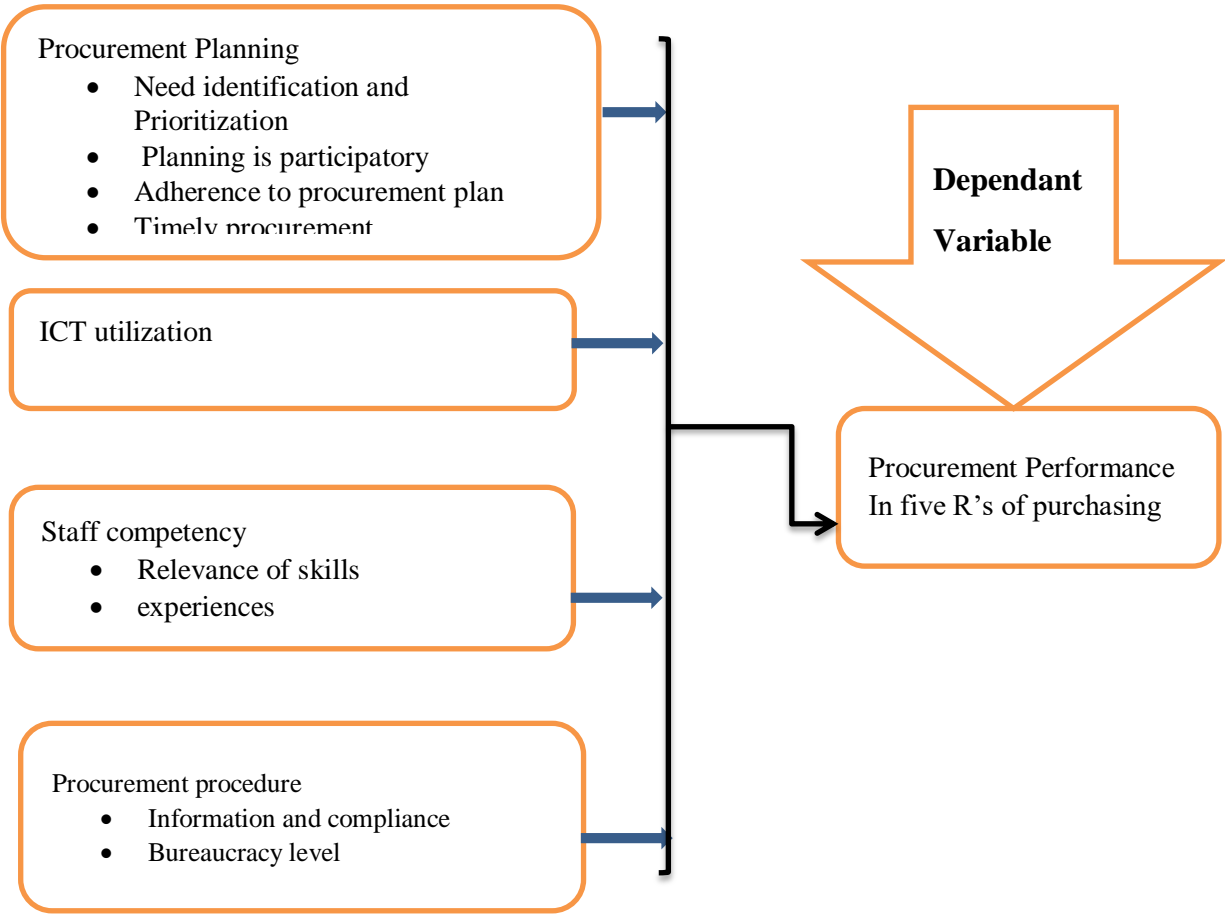 Procurement Planning
• Need identification and
Prioritization
• Planning is participatory
• Adherence to procurement plan
• Timely procurement
ICT utilization
Staff competency
• Relevance of skills
• experiences
Procurement procedure
• Information and compliance
• Bureaucracy level
Dependant
Variable
Procurement Performance
In five R’s of purchasing